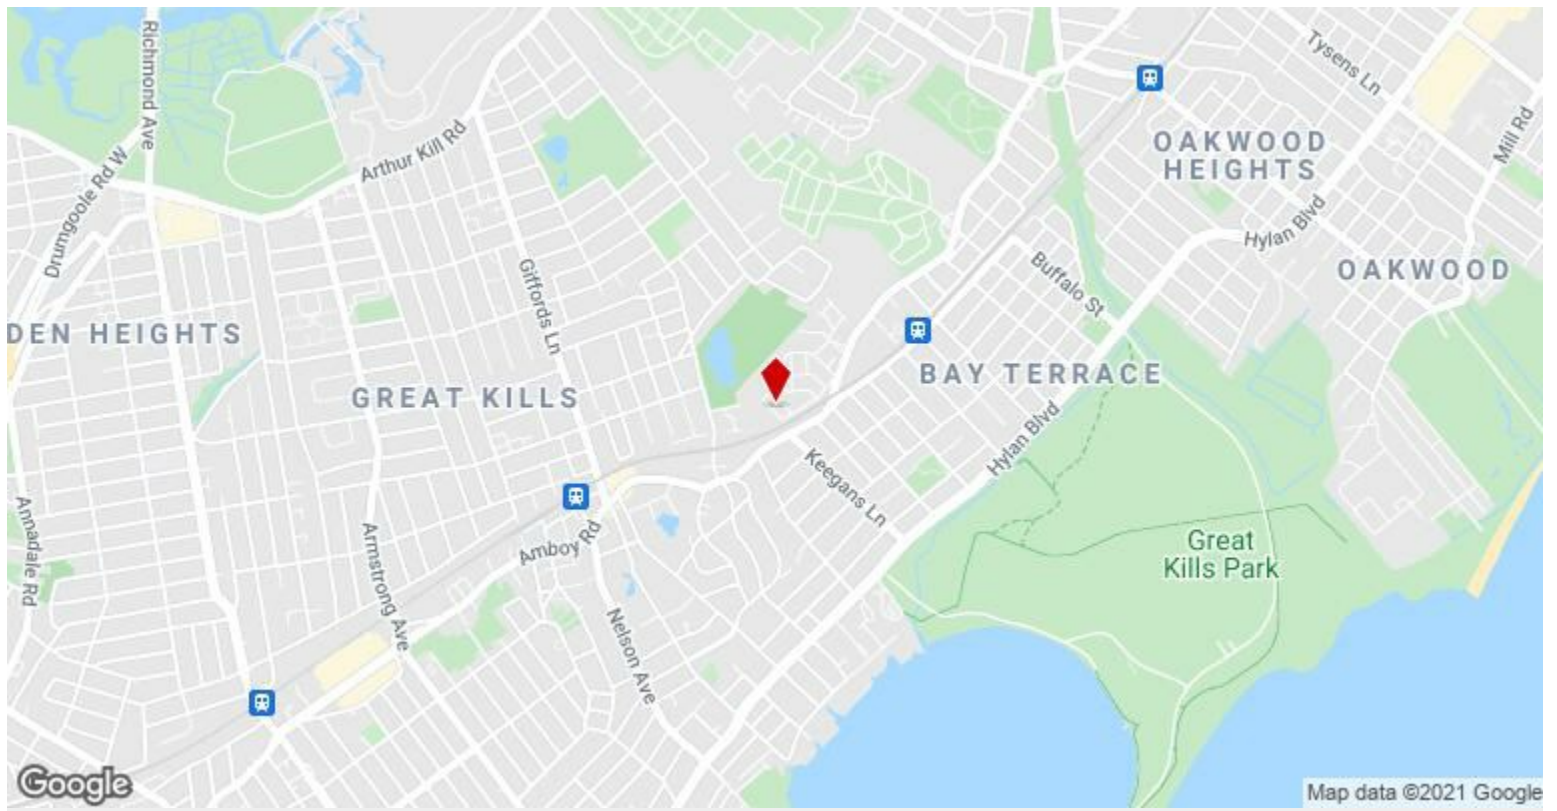 Richmond Ave
Tysens Ln
Mill Rd
Arthur Kill Rd
OAKWOOD
HEIGHTS
Drumgoole Rd W
Hylan Blvd
Buffalo St
OAKWOOD
Giffords Ln
DEN HEIGHTS
BAY TERRACE
GREAT KILLS
Hylan Blvd
Keegans Ln
Annadale Rd
Armstrong Ave
Amboy Rd
Great
Kills Park
Nelson Ave
Google
Map data ©2021 Google